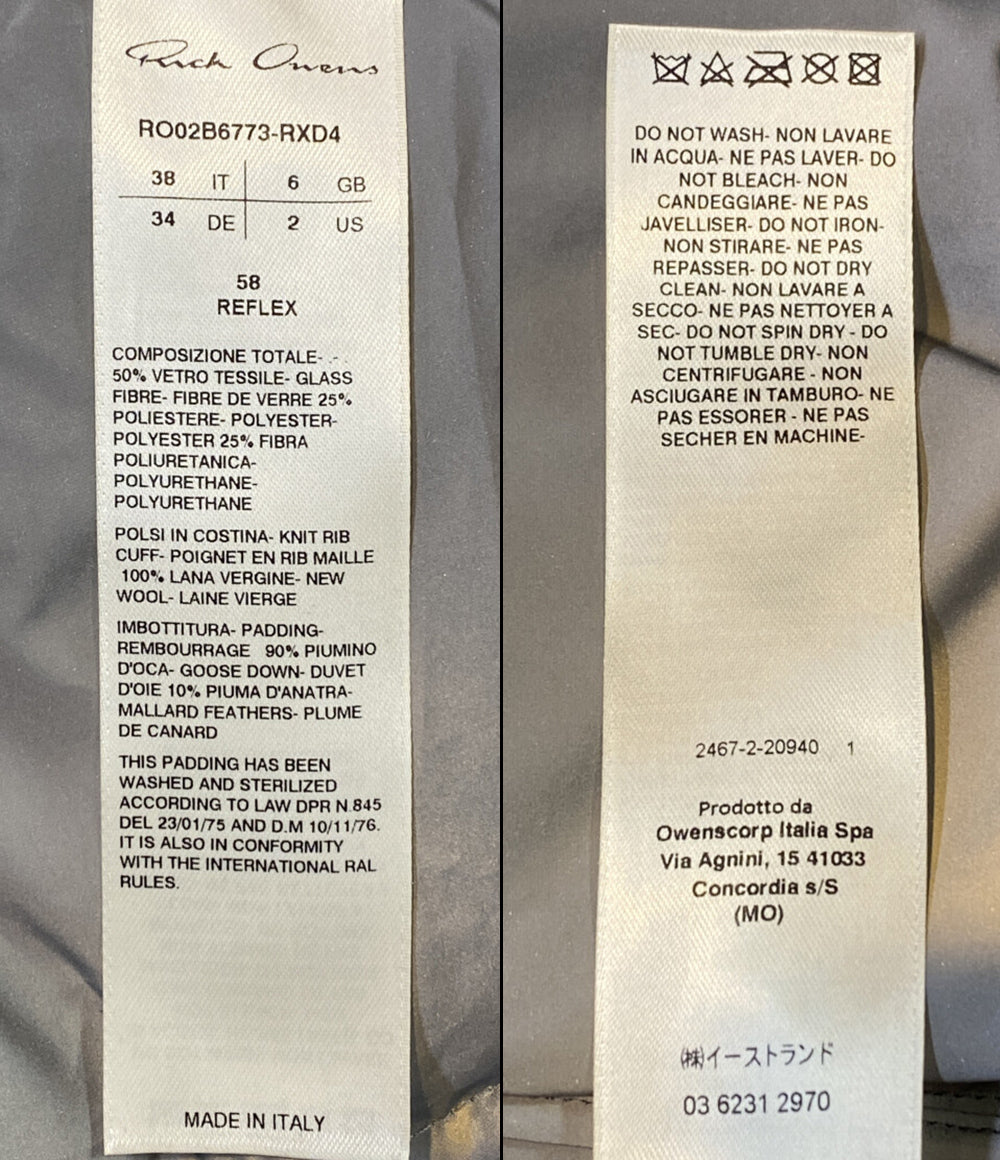 Rick Owens
RO02B6773-RXD4
38 IT 6 GB
34 DE 2 US
58
REFLEX
COMPOSIZIONE TOTALE- .- .
50% VETRO TESSILE- GLASS
FIBRE- FIBRE DE VERRE 25%
POLIESTERE- POLYESTER-
POLYESTER 25% FIBRA
POLIURETANICA-
POLYURETHANE-
POLYURETHANE
POLSI IN COSTINA- KNIT RIB
CUFF- POIGNET EN RIB MAILLE
100% LANA VERGINE- NEW
WOOL- LAINE VIERGE
IMBOTTITURA- PADDING-
REMBOURRAGE 90% PIUMINO
D'OCA- GOOSE DOWN- DUVET
D'OIE 10% PIUMA D'ANATRA-
MALLARD FEATHERS- PLUME
DE CANARD
THIS PADDING HAS BEEN
WASHED AND STERILIZED
ACCORDING TO LAW DPR N.845
DEL 23/01/75 AND D.M 10/11/76.
IT IS ALSO IN CONFORMITY
WITH THE INTERNATIONAL RAL
RULES.
MADE IN ITALY
DO NOT WASH- NON LAVARE
IN ACQUA- NE PAS LAVER- DO
NOT BLEACH- NON
CANDEGGIARE- NE PAS
JAVELLISER- DO NOT IRON-
NON STIRARE- NE PAS
REPASSER- DO NOT DRY
CLEAN- NON LAVARE A
SECCO- NE PAS NETTOYER A
SEC- DO NOT SPIN DRY - DO
NOT TUMBLE DRY- NON
CENTRIFUGARE - NON
ASCIUGARE IN TAMBURO- NE
PAS ESSORER - NE PAS
SECHER EN MACHINE-
2467-2-20940 1
Prodotto da
Owenscorp Italia Spa
Via Agnini, 15 41033
Concordia s/S
(MO)
㈱イーストランド
03 6231 2970